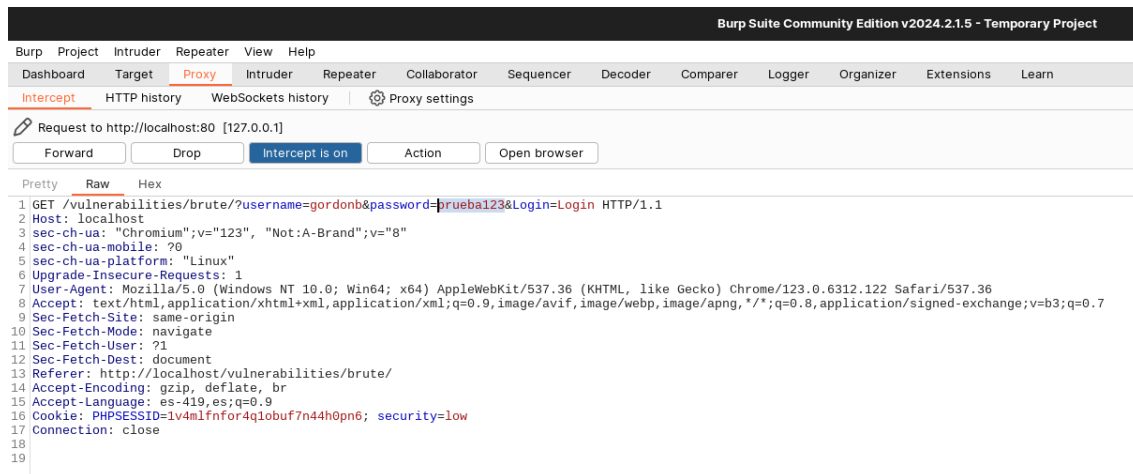 Burp Suite Community Edition v2024.2.1.5 - Temporary Project
Burp Project Intruder Repeater View Help
Dashboard Target Proxy Intruder Repeater Collaborator Sequencer Decoder Comparer Logger Organizer Extensions Learn
Intercept HTTP history WebSockets history Proxy settings
Request to http://localhost:80 [127.0.0.1]
Forward Drop Intercept is on Action Open browser
Pretty Raw Hex
1 GET /vulnerabilities/brute/?username=gordonb&password=prueba123&Login=Login HTTP/1.1
2 Host: localhost
3 sec-ch-ua: "Chromium";v="123", "Not:A-Brand";v="8"
4 sec-ch-ua-mobile: ?0
5 sec-ch-ua-platform: "Linux"
6 Upgrade-Insecure-Requests: 1
7 User-Agent: Mozilla/5.0 (Windows NT 10.0; Win64; x64) AppleWebKit/537.36 (KHTML, like Gecko) Chrome/123.0.6312.122 Safari/537.36
8 Accept: text/html,application/xhtml+xml,application/xml;q=0.9,image/avif,image/webp,image/apng,*/*;q=0.8,application/signed-exchange;v=b3;q=0.7
9 Sec-Fetch-Site: same-origin
10 Sec-Fetch-Mode: navigate
11 Sec-Fetch-User: ?1
12 Sec-Fetch-Dest: document
13 Referer: http://localhost/vulnerabilities/brute/
14 Accept-Encoding: gzip, deflate, br
15 Accept-Language: es-419,es;q=0.9
16 Cookie: PHPSESSID=1v4mlfnfor4q1obuf7n44h0pn6; security=low
17 Connection: close
18
19